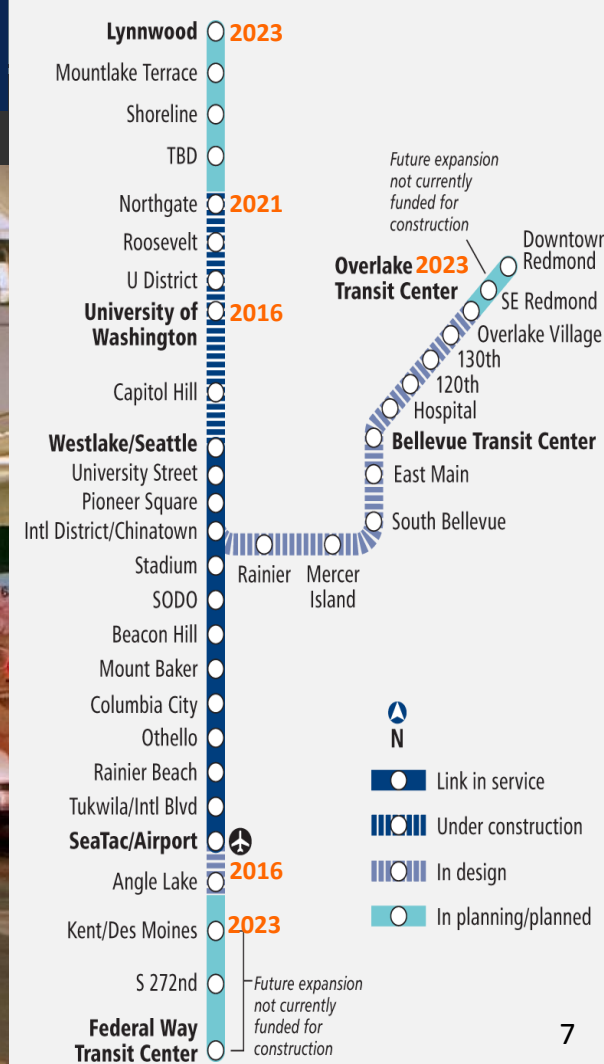 Lynnwood 2023
Mountlake Terrace
Shoreline
TBD
Northgate 2021
Roosevelt
U District
University of
Washington
2016
Capitol Hill
Westlake/Seattle
University Street
Pioneer Square
Intl District/Chinatown
Stadium
SODO
Beacon Hill
Mount Baker
Columbia City
Othello
Rainier Beach
Tukwila/Intl Blvd
SeaTac/Airport
2016
Angle Lake
Kent/Des Moines 2023
S 272nd
Federal Way
Transit Center
Future expansion
not currently
funded for
construction
Future expansion
not currently
funded for
construction
Downtown
Redmond
SE Redmond
Overlake 2023
Transit Center
Overlake Village
130th
120th
Hospital
Bellevue Transit Center
East Main
South Bellevue
Rainier
Mercer
Island
N
Link in service
Under construction
In design
In planning/planned
7